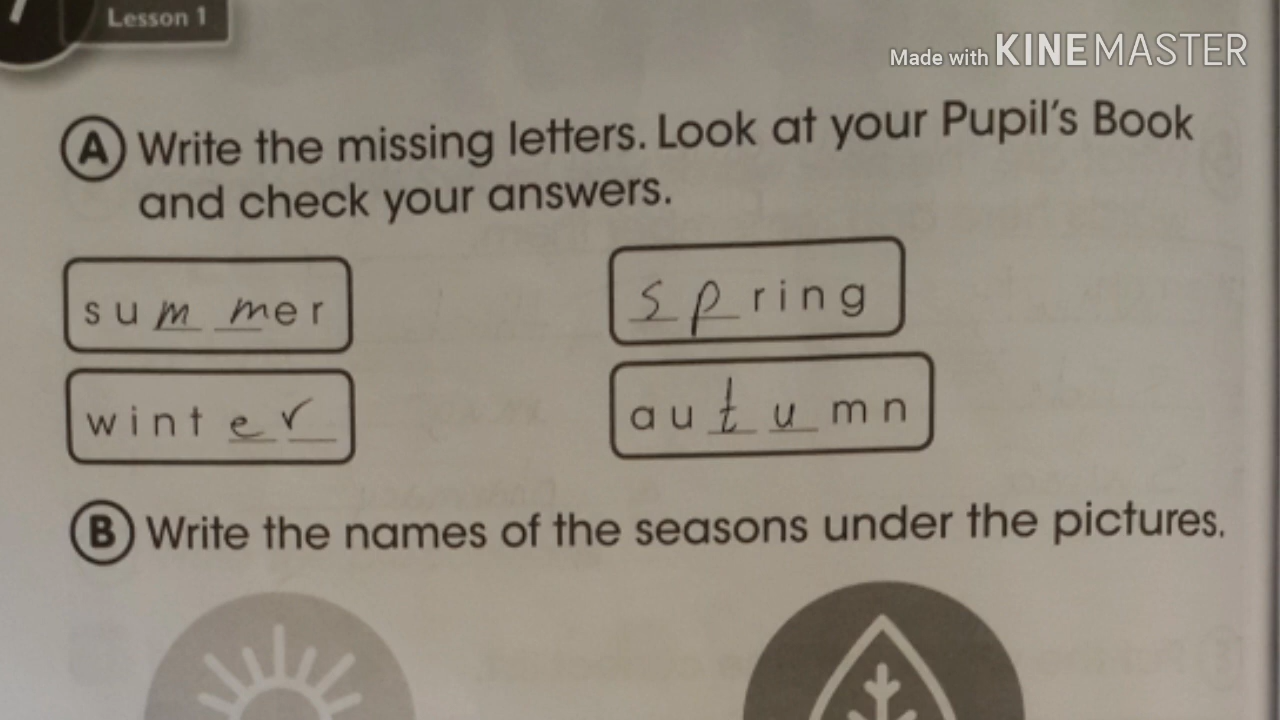 Lesson 1
Made with KINEMASTER
A Write the missing letters. Look at your Pupil's Book
and check your answers.
summer
spring
winter
autumn
B Write the names of the seasons under the pictures.